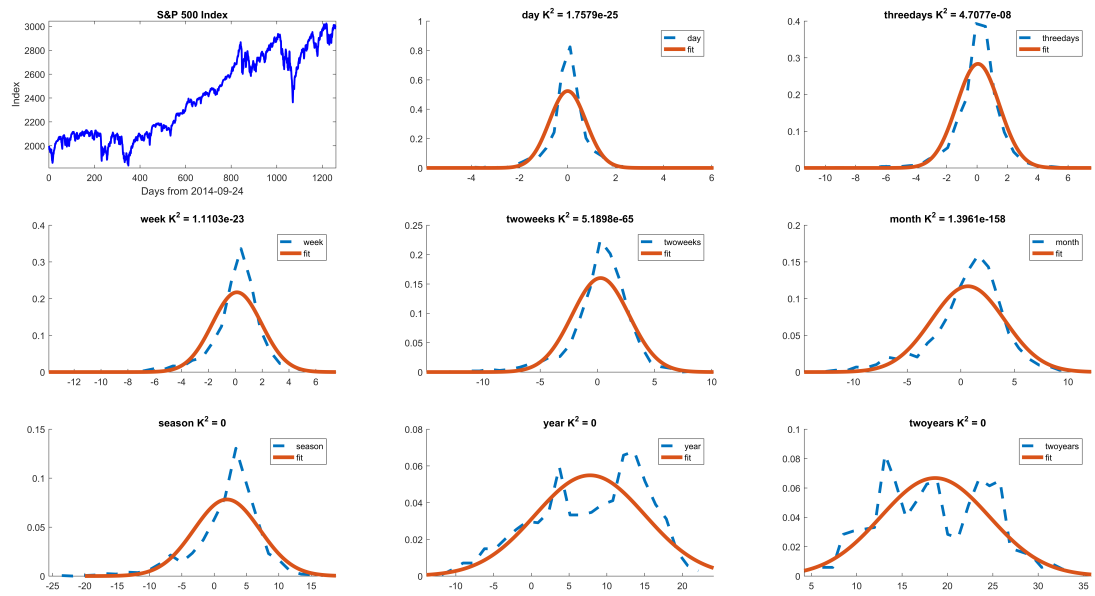 S&P 500 Index
3000
2800
2600
2400
2200
2000
Index
0 200 400 600 800 1000 1200
Days from 2014-09-24
day K² = 1.7579e-25
1
0.8
0.6
0.4
0.2
0
-4 -2 0 2 4 6
day
fit
threedays K² = 4.7077e-08
0.4
0.3
0.2
0.1
0
-10 -8 -6 -4 -2 0 2 4 6
threedays
fit
week K² = 1.1103e-23
0.4
0.3
0.2
0.1
0
-12 -10 -8 -6 -4 -2 0 2 4 6
week
fit
twoweeks K² = 5.1898e-65
0.25
0.2
0.15
0.1
0.05
0
-10 -5 0 5 10
twoweeks
fit
month K² = 1.3961e-158
0.2
0.15
0.1
0.05
0
-10 -5 0 5 10
month
fit
season K² = 0
0.15
0.1
0.05
0
-25 -20 -15 -10 -5 0 5 10 15
season
fit
year K² = 0
0.08
0.06
0.04
0.02
0
-10 -5 0 5 10 15 20
year
fit
twoyears K² = 0
0.1
0.08
0.06
0.04
0.02
0
5 10 15 20 25 30 35
twoyears
fit